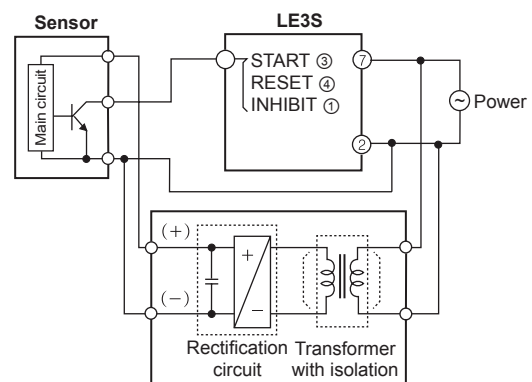 Sensor
LE3S
Main circuit
START ③
RESET ④
INHIBIT ①
⑦
②
~
Power
(+)
(−)
+
−
Rectification
circuit
Transformer
with isolation